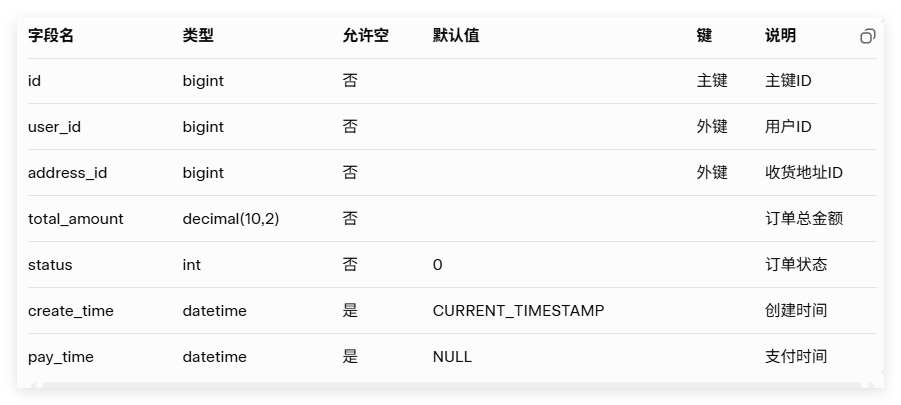 字段名 类型 允许空 默认值 键 说明
id bigint 否 主键 主键ID
user_id bigint 否 外键 用户ID
address_id bigint 否 外键 收货地址ID
total_amount decimal(10,2) 否 订单总金额
status int 否 0 订单状态
create_time datetime 是 CURRENT_TIMESTAMP 创建时间
pay_time datetime 是 NULL 支付时间